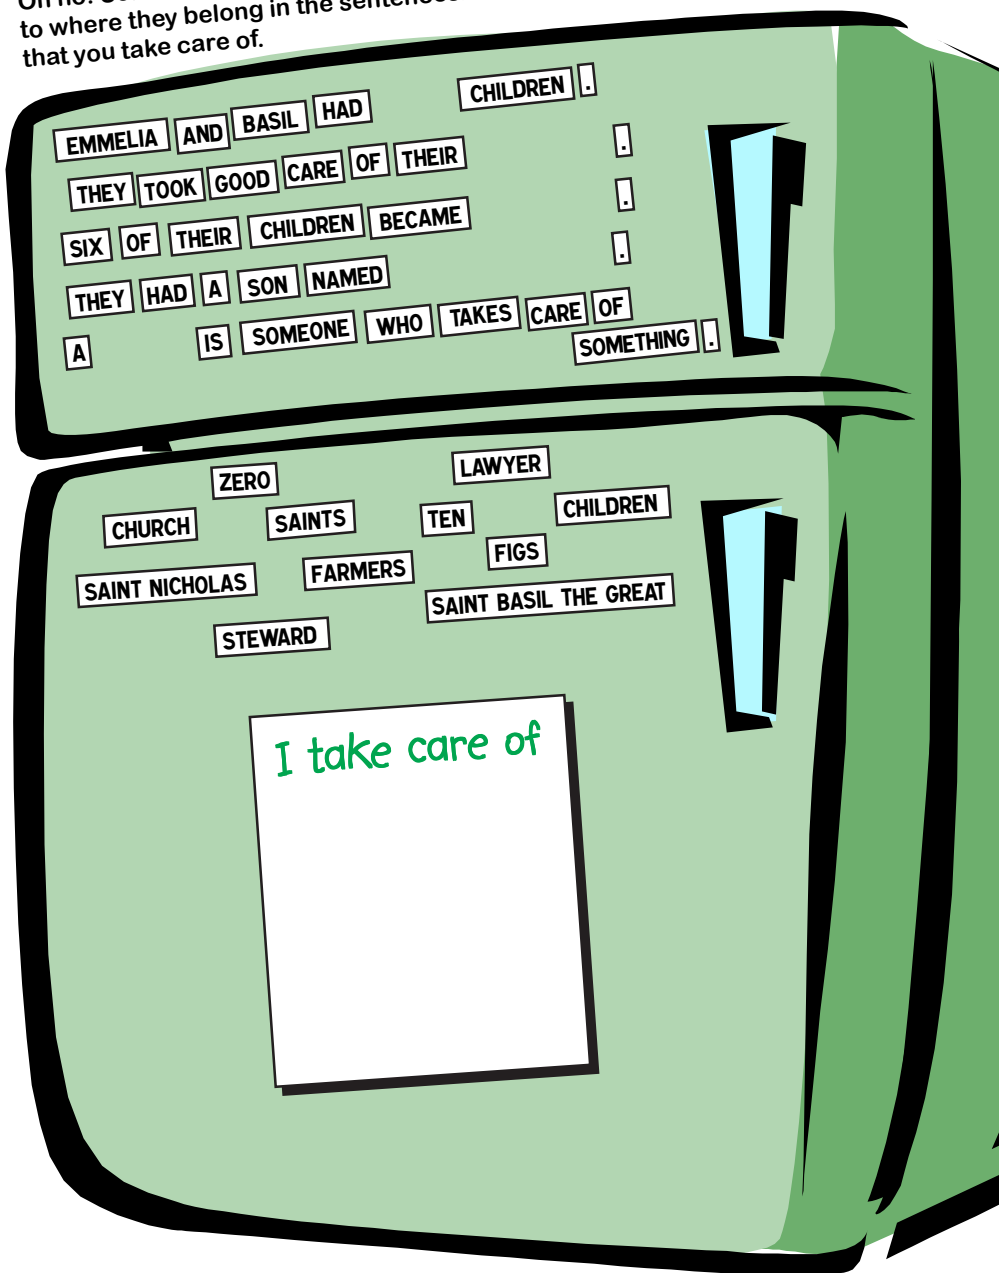 to where they belong in the sentences
that you take care of.
EMMELIA AND BASIL HAD CHILDREN .
THEY TOOK GOOD CARE OF THEIR .
SIX OF THEIR CHILDREN BECAME .
THEY HAD A SON NAMED .
A IS SOMEONE WHO TAKES CARE OF
SOMETHING .
ZERO LAWYER
CHURCH SAINTS TEN CHILDREN
SAINT NICHOLAS FARMERS FIGS
SAINT BASIL THE GREAT
STEWARD
I take care of